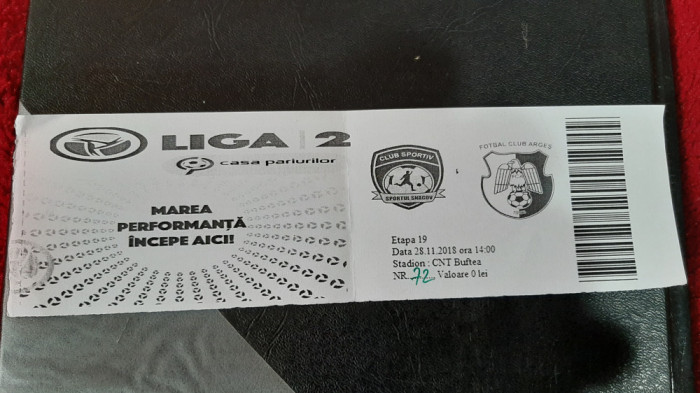 LIGA 2
casa pariurilor
MAREA
PERFORMANȚĂ
ÎNCEPE AICI!
CLUB SPORTIV
SPORTUL SNAGOV
FOTBAL CLUB ARGEȘ
Etapa 19
Data 28.11.2018 ora 14:00
Stadion : CNT Buftea
NR. 72 Valoare 0 lei